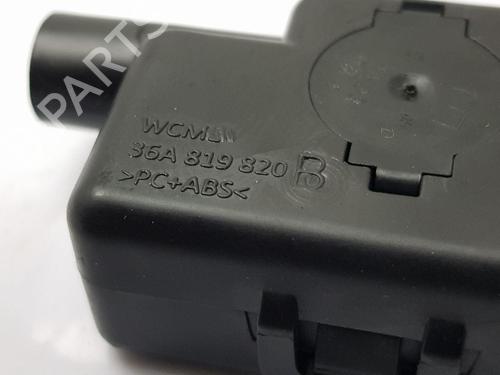 PARTS
WCMS
36A 819 820 B
>PC+ABS<